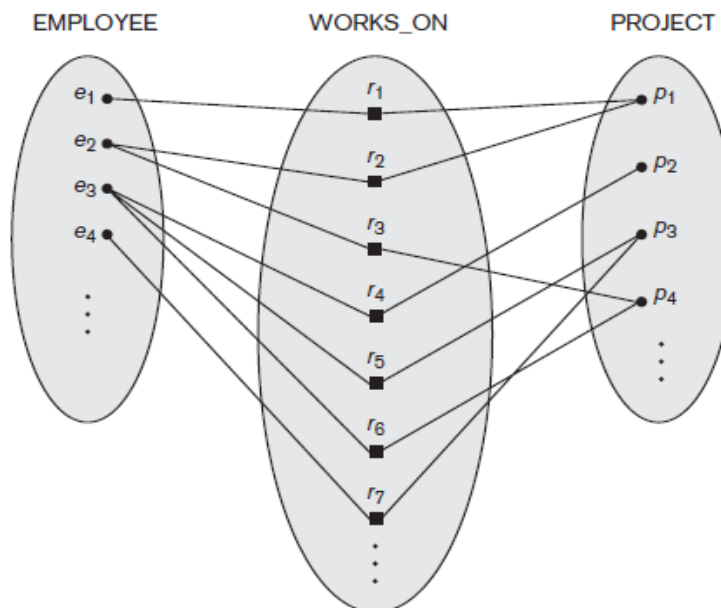 EMPLOYEE WORKS_ON PROJECT
e1
e2
e3
e4
r1
r2
r3
r4
r5
r6
r7
p1
p2
p3
p4